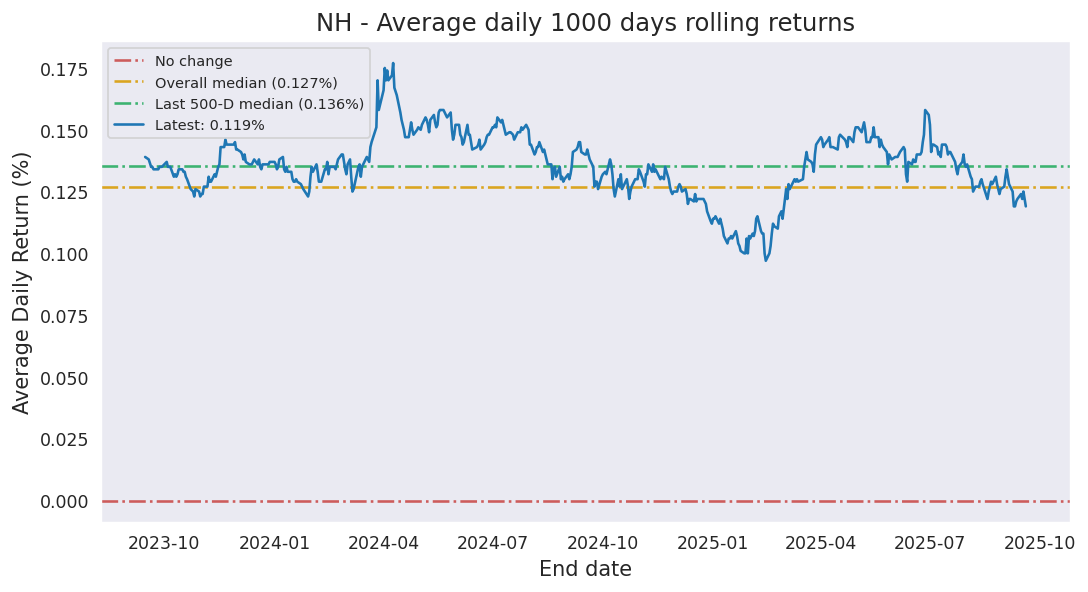 NH - Average daily 1000 days rolling returns
No change
Overall median (0.127%)
Last 500-D median (0.136%)
Latest: 0.119%
Average Daily Return (%)
0.175
0.150
0.125
0.100
0.075
0.050
0.025
0.000
2023-10 2024-01 2024-04 2024-07 2024-10 2025-01 2025-04 2025-07 2025-10
End date